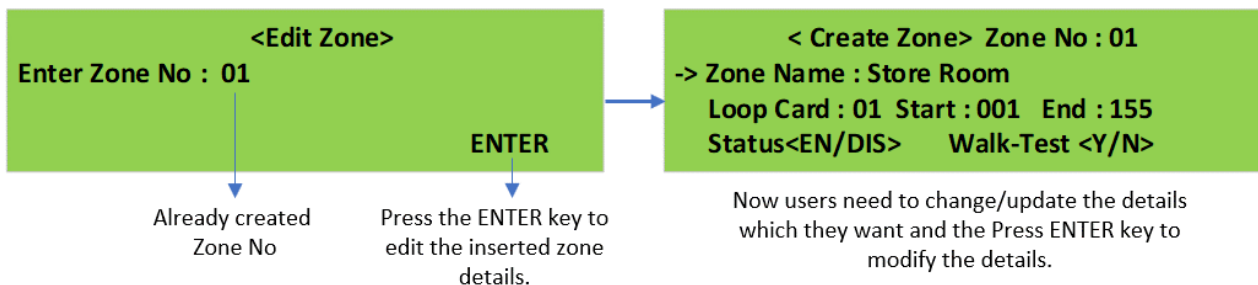 <Edit Zone>
Enter Zone No : 01
ENTER
Already created
Zone No
Press the ENTER key to
edit the inserted zone
details.
< Create Zone> Zone No : 01
-> Zone Name : Store Room
Loop Card : 01 Start : 001 End : 155
Status<EN/DIS> Walk-Test <Y/N>
Now users need to change/update the details
which they want and the Press ENTER key to
modify the details.